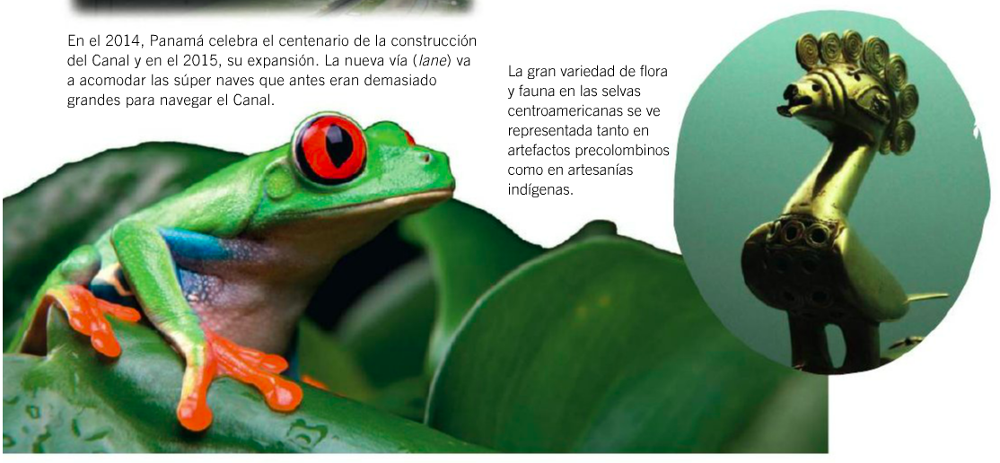 En el 2014, Panamá celebra el centenario de la construcción
del Canal y en el 2015, su expansión. La nueva vía (lane) va
a acomodar las súper naves que antes eran demasiado
grandes para navegar el Canal.
La gran variedad de flora
y fauna en las selvas
centroamericanas se ve
representada tanto en
artefactos precolombinos
como en artesanías
indígenas.